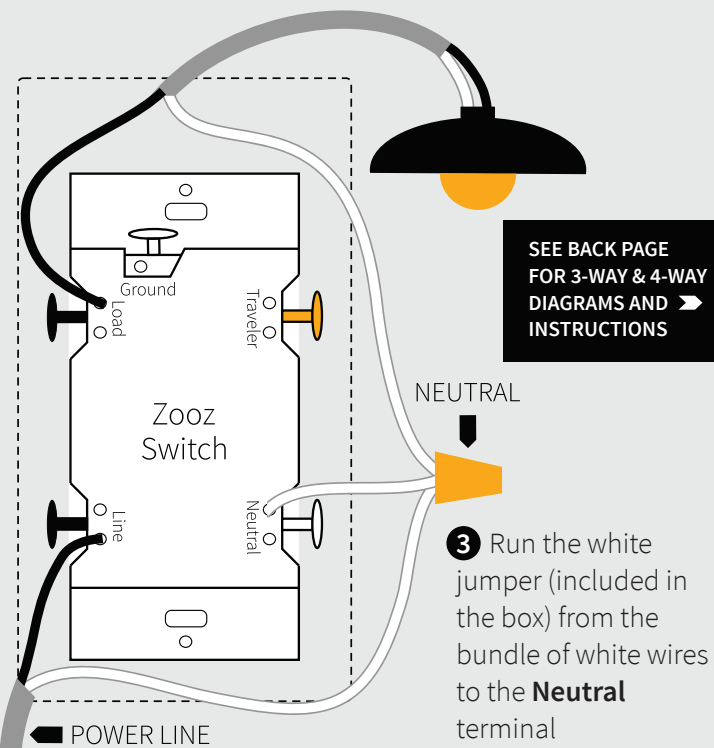 SEE BACK PAGE
FOR 3-WAY & 4-WAY
DIAGRAMS AND
INSTRUCTIONS
Ground
Load
Traveler
NEUTRAL
Zooz
Switch
Line
Neutral
3 Run the white
jumper (included in
the box) from the
bundle of white wires
to the Neutral
terminal
POWER LINE